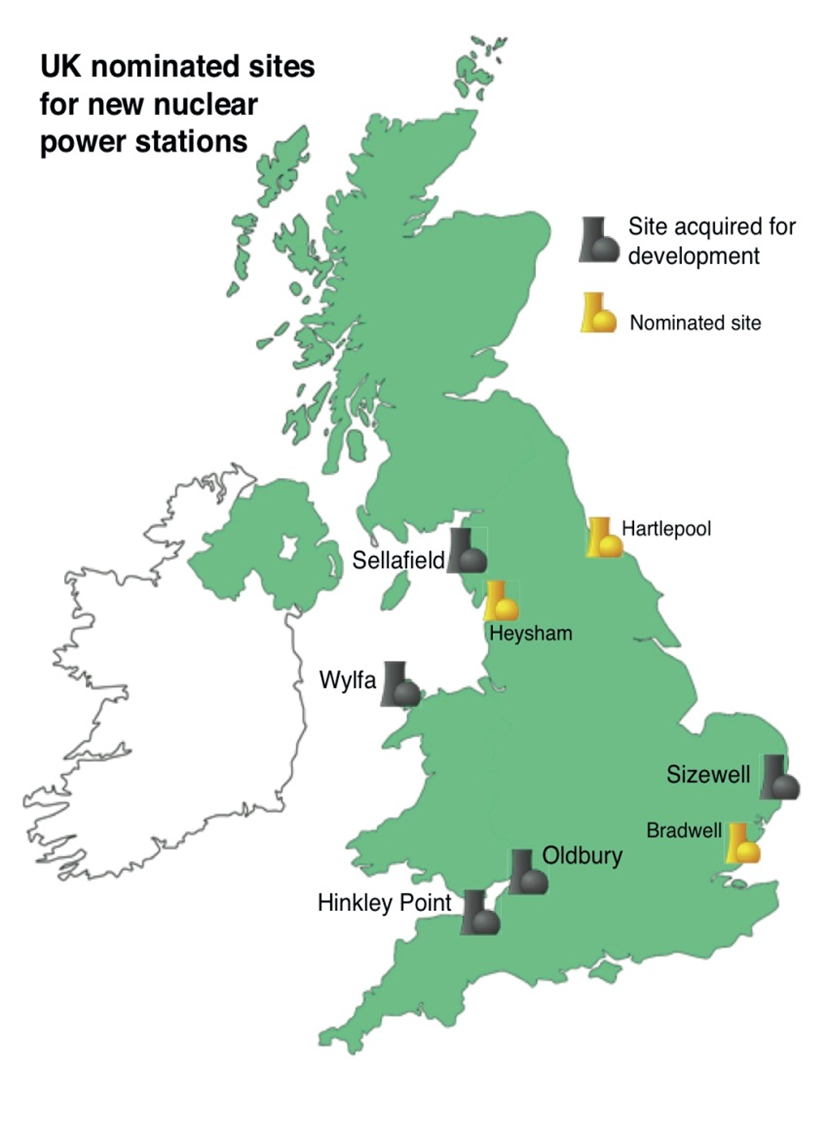 UK nominated sites
for new nuclear
power stations
Site acquired for
development
Nominated site
Hartlepool
Sellafield
Heysham
Wylfa
Sizewell
Bradwell
Oldbury
Hinkley Point